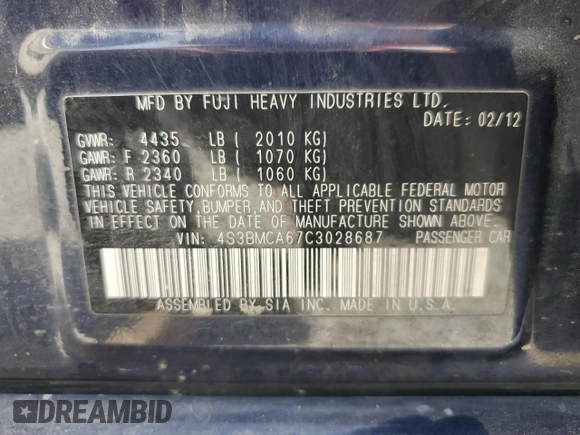 MFD BY FUJI HEAVY INDUSTRIES LTD.
DATE: 02/12
GVWR: 4435 LB ( 2010 KG)
GAWR: F 2360 LB ( 1070 KG)
GAWR: R 2340 LB ( 1060 KG)
THIS VEHICLE CONFORMS TO ALL APPLICABLE FEDERAL MOTOR
VEHICLE SAFETY, BUMPER, AND THEFT PREVENTION STANDARDS
IN EFFECT ON THE DATE OF MANUFACTURE SHOWN ABOVE.
VIN: 4S3BMCA67C3028687 PASSENGER CAR
ASSEMBLED BY SIA INC. MADE IN U.S.A.
DREAMBID